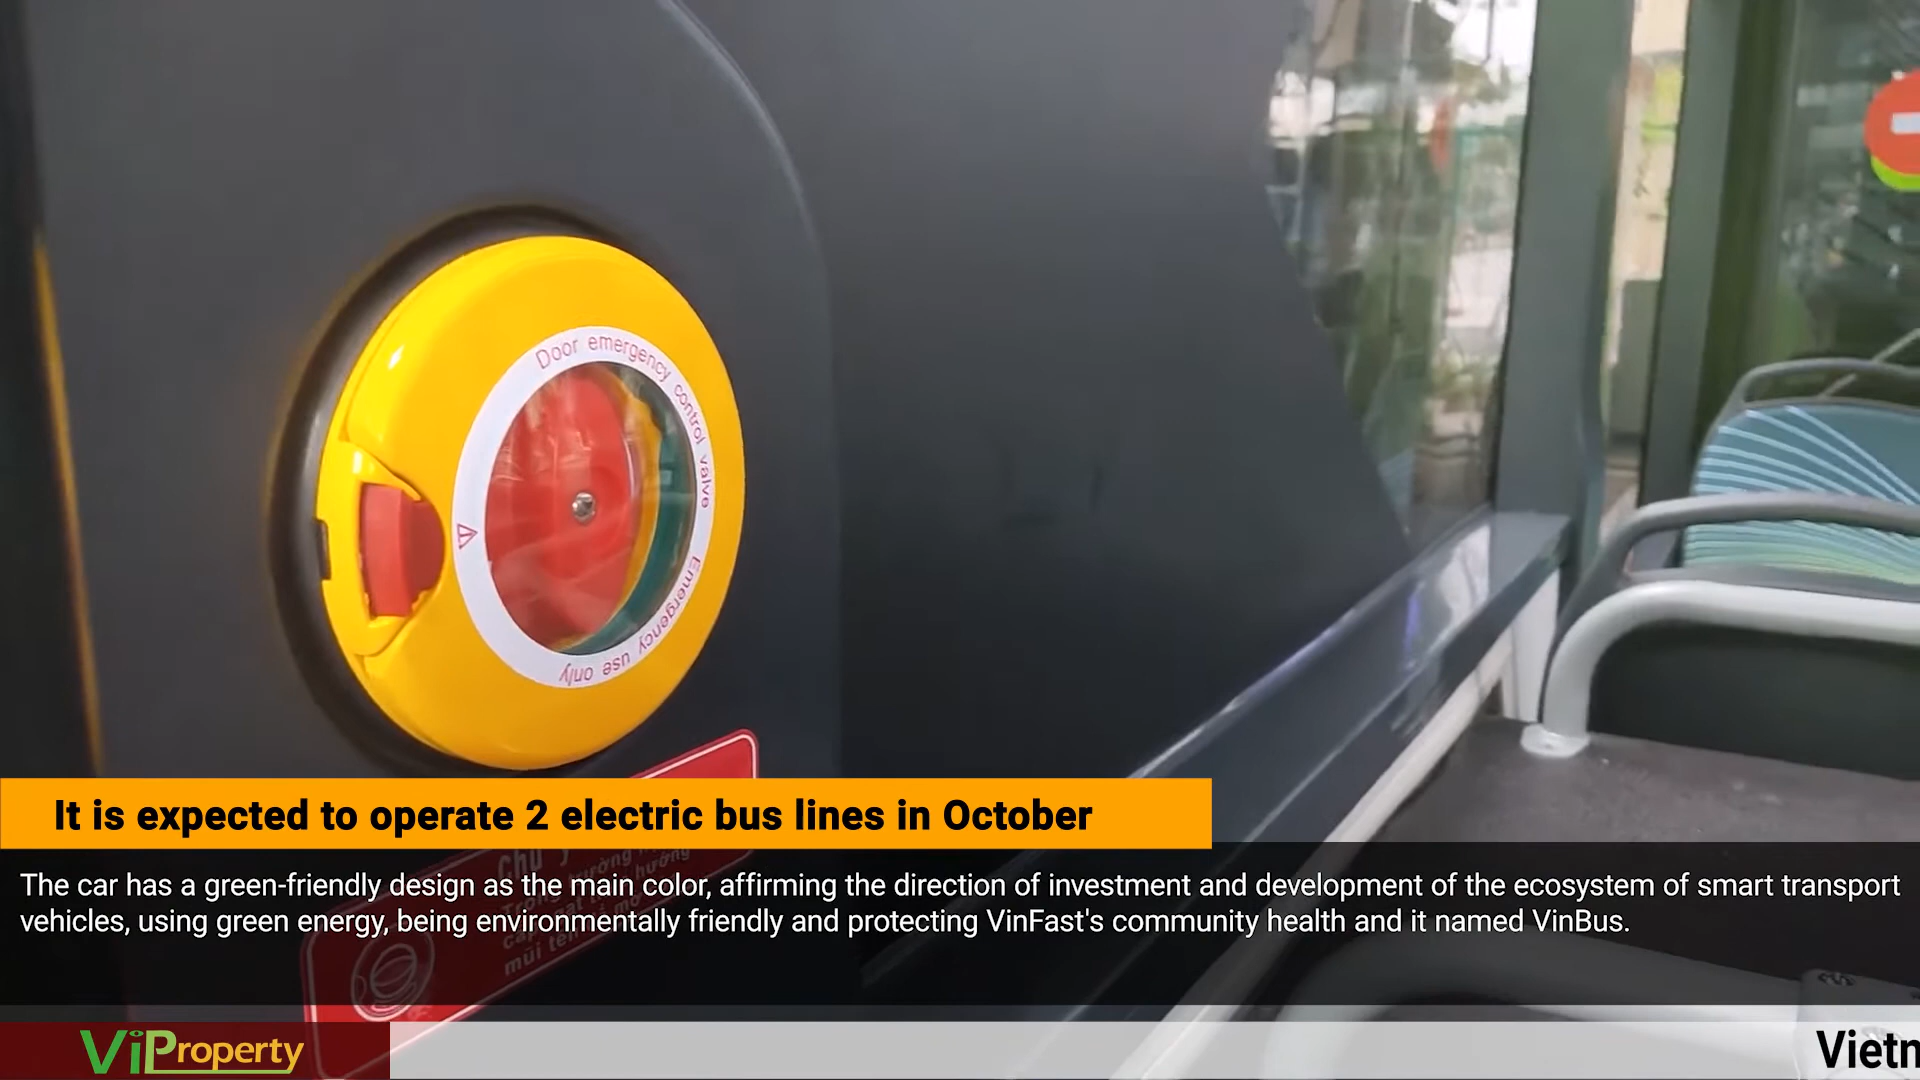 Door emergency control valve
Emergency use only
It is expected to operate 2 electric bus lines in October
Chú ý
The car has a green-friendly design as the main color, affirming the direction of investment and development of the ecosystem of smart transport
vehicles, using green energy, being environmentally friendly and protecting VinFast's community health and it named VinBus.
mũi tên
ViProperty
Vietn